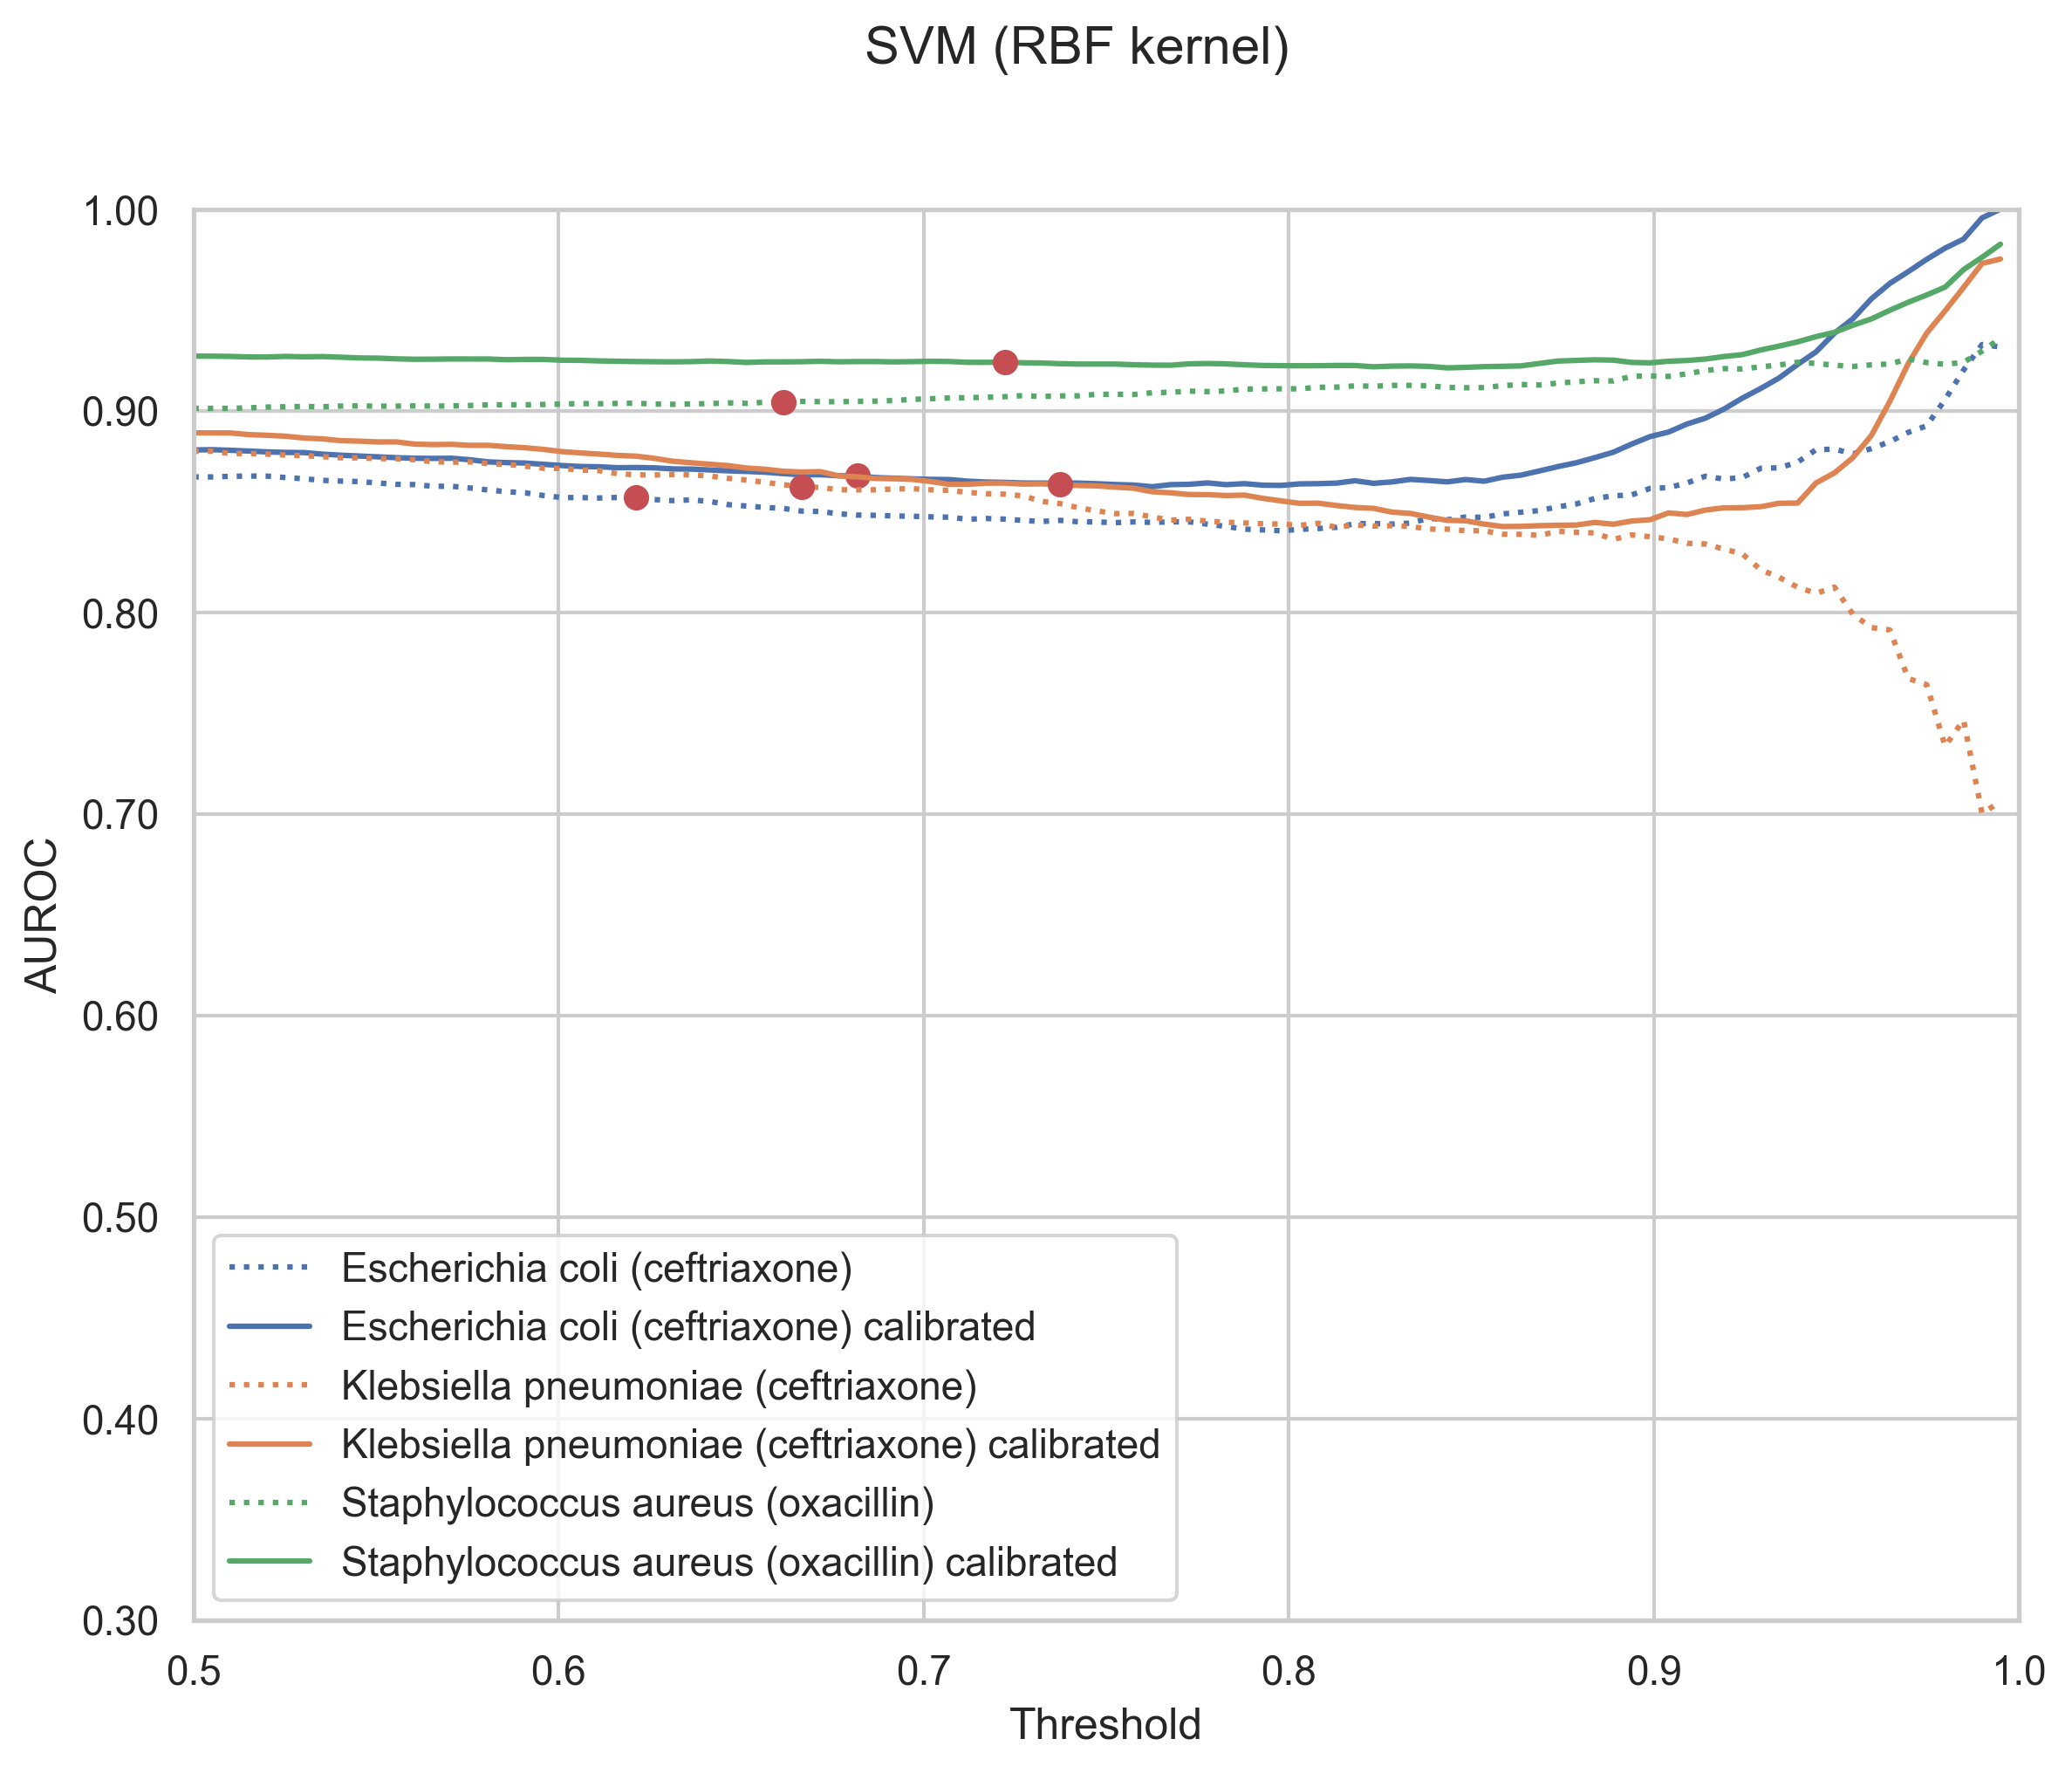 SVM (RBF kernel)
1.00
0.90
0.80
0.70
0.60
0.50
0.40
0.30
AUROC
Escherichia coli (ceftriaxone)
Escherichia coli (ceftriaxone) calibrated
Klebsiella pneumoniae (ceftriaxone)
Klebsiella pneumoniae (ceftriaxone) calibrated
Staphylococcus aureus (oxacillin)
Staphylococcus aureus (oxacillin) calibrated
0.5 0.6 0.7 0.8 0.9 1.0
Threshold